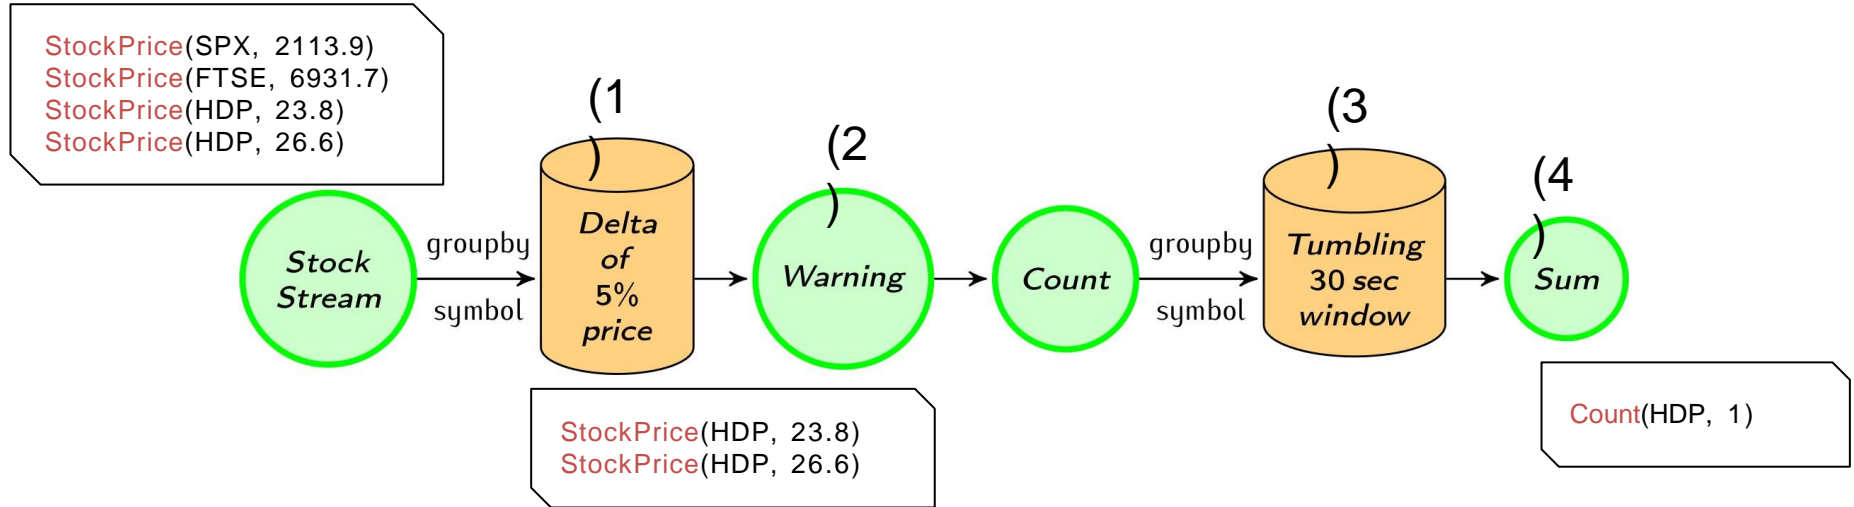 StockPrice(SPX, 2113.9)
StockPrice(FTSE, 6931.7)
StockPrice(HDP, 23.8)
StockPrice(HDP, 26.6)
Stock
Stream
groupby
symbol
(1
)
Delta
of
5%
price
StockPrice(HDP, 23.8)
StockPrice(HDP, 26.6)
(2
)
Warning
Count
groupby
symbol
(3
)
Tumbling
30 sec
window
(4
)
Sum
Count(HDP, 1)